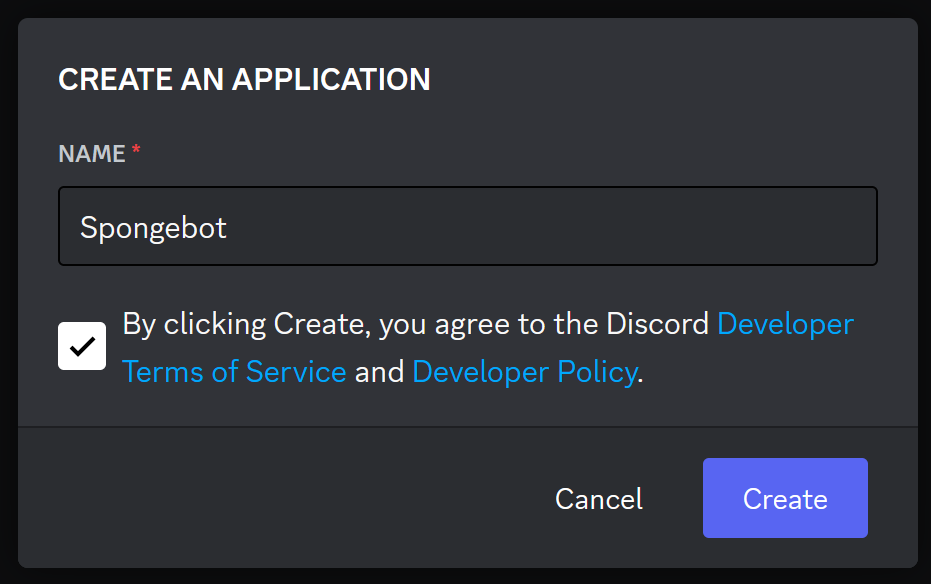 CREATE AN APPLICATION
NAME *
Spongebot
By clicking Create, you agree to the Discord Developer
Terms of Service and Developer Policy.
Cancel Create